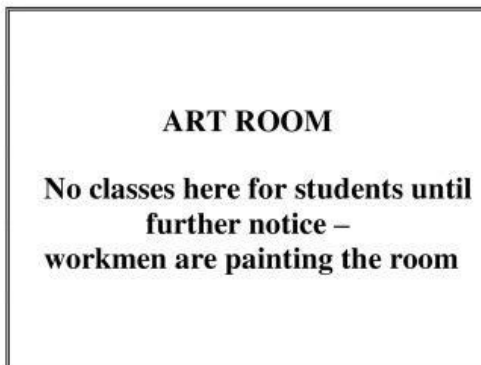 ART ROOM
No classes here for students until
further notice –
workmen are painting the room